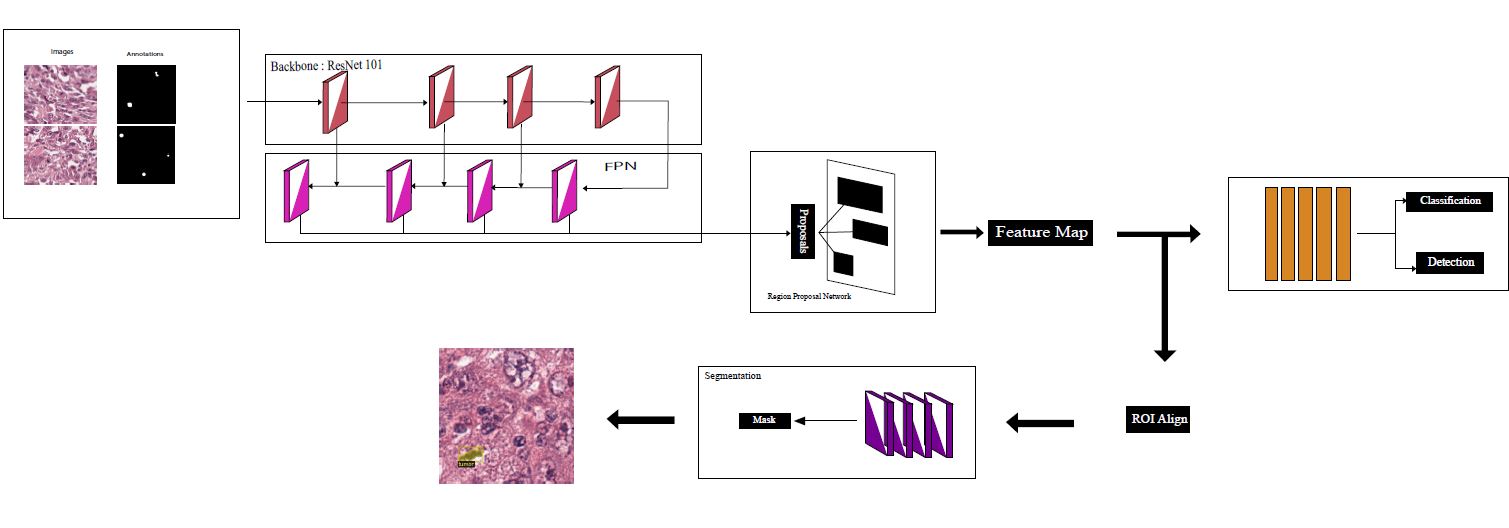 Images
Annotations
Backbone : ResNet 101
FPN
Proposals
Region Proposal Network
Feature Map
Classification
Detection
ROI Align
Segmentation
Mask
tumor